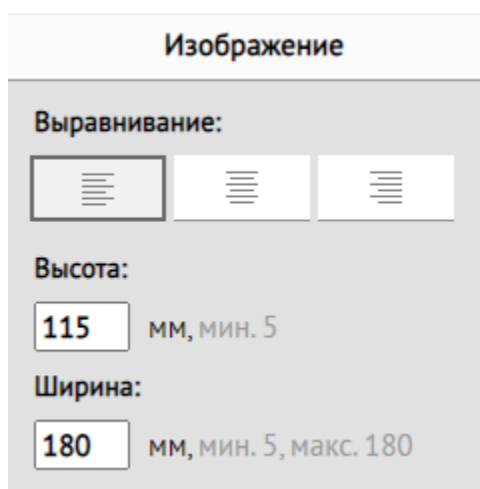 Изображение
Выравнивание:
Высота:
115 мм, мин. 5
Ширина:
180 мм, мин. 5, макс. 180